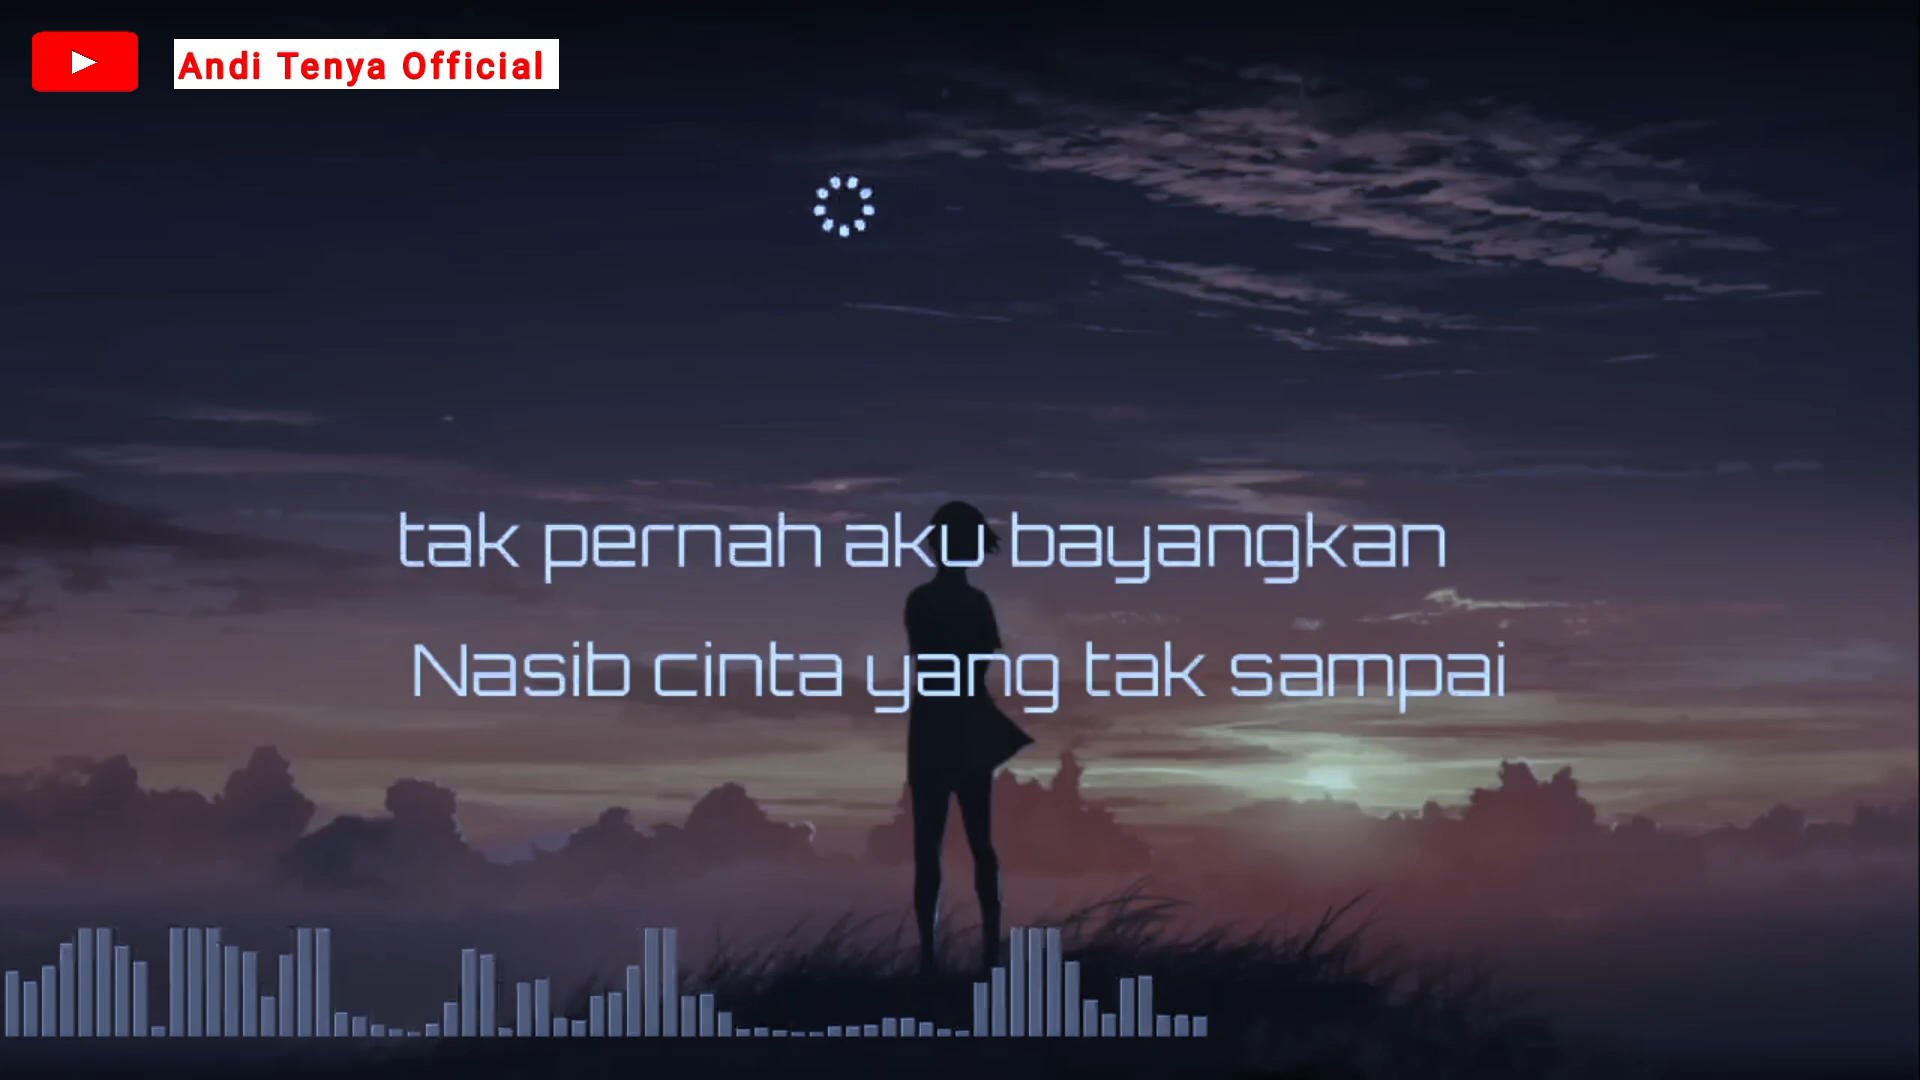 Andi Tenya Official
tak pernah aku bayangkan
Nasib cinta yang tak sampai